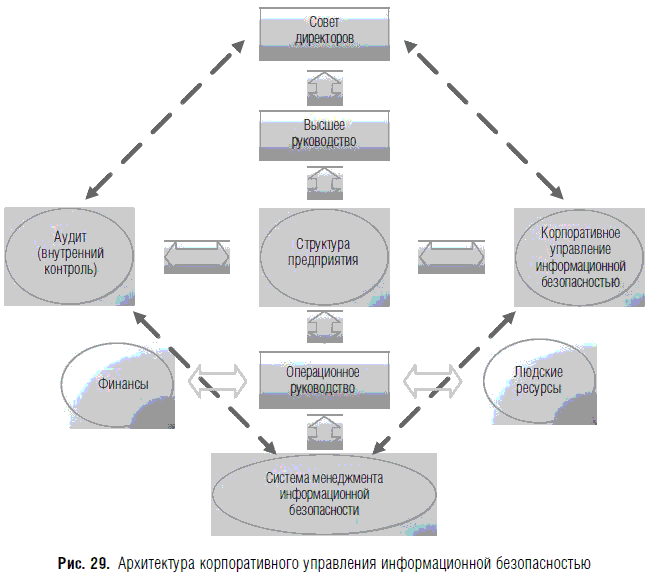 Совет
директоров
Высшее
руководство
Аудит
(внутренний
контроль)
Структура
предприятия
Корпоративное
управление
информационной
безопасностью
Финансы
Операционное
руководство
Людские
ресурсы
Система менеджмента
информационной
безопасности
Рис. 29. Архитектура корпоративного управления информационной безопасностью